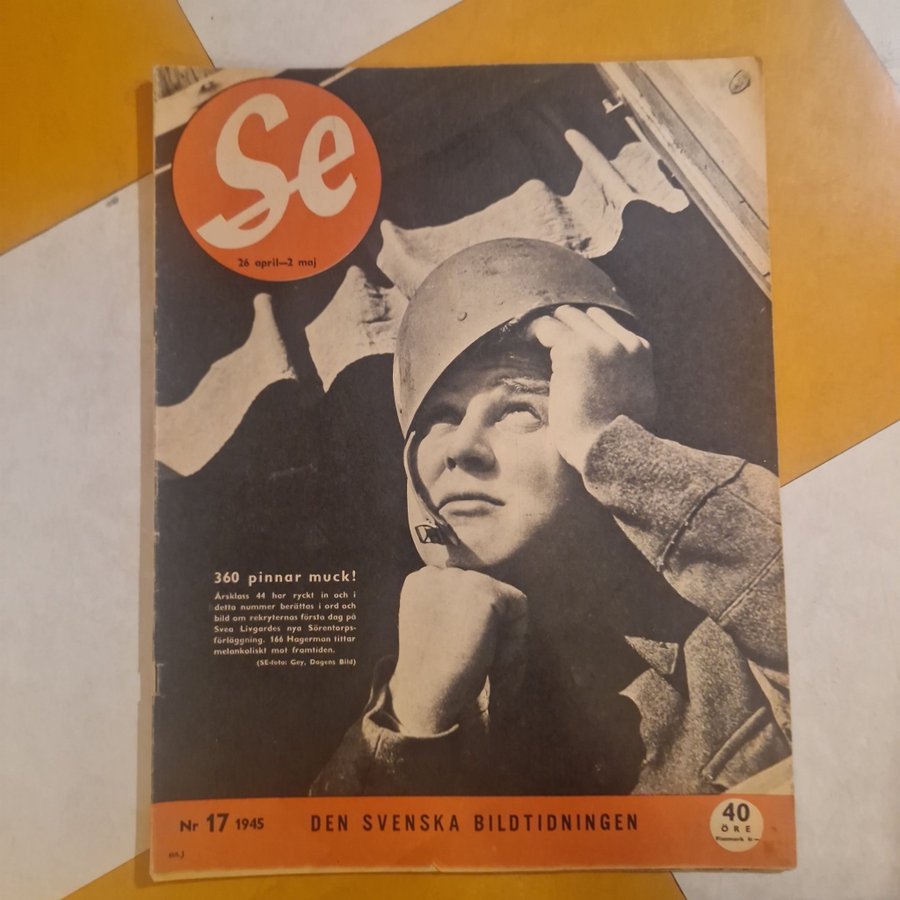 Se
26 april—2 maj
360 pinnar muck!
Årsklass 44 har ryckt in och i
detta nummer berättas i ord och
bild om rekryternas första dag på
Svea Livgardes nya Sörentorps-
förläggning. 166 Hagerman tittar
melankoliskt mot framtiden.
(SE-foto: Gey, Dagens Bild)
Nr 17 1945
DEN SVENSKA BILDTIDNINGEN
40
ÖRE